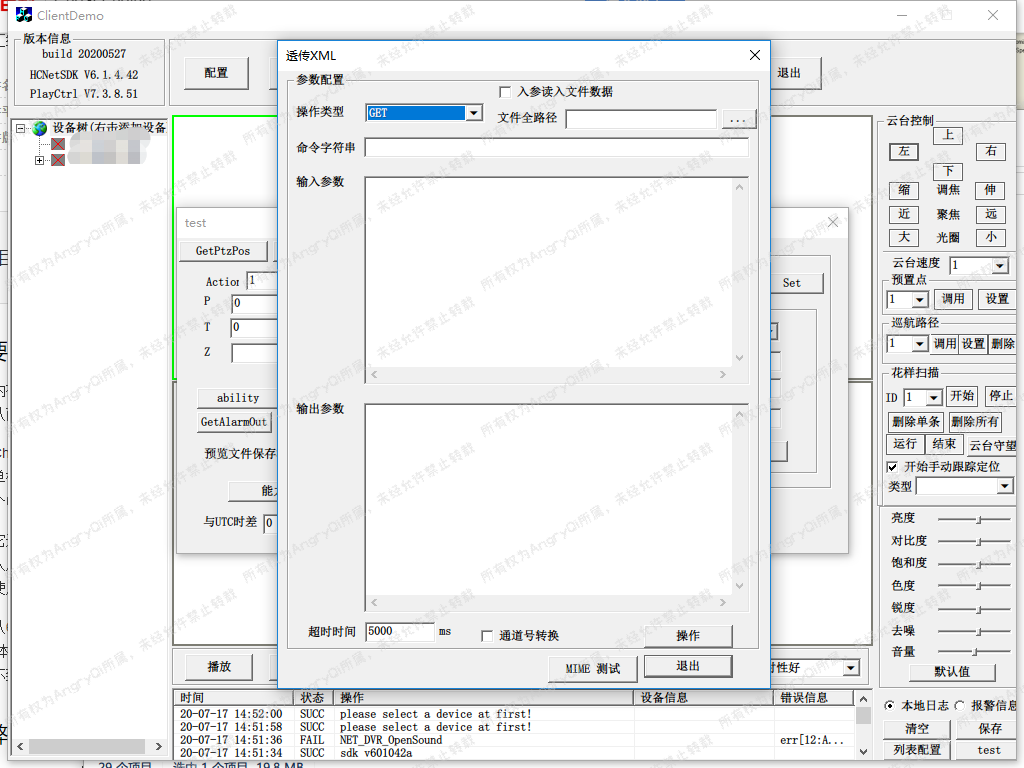 ClientDemo
版本信息
build 20200527
HCNetSDK V6.1.4.42
PlayCtrl V7.3.8.51
配置
退出
设备树(右击添加设备
透传XML
参数配置
入参读入文件数据
操作类型
GET
文件全路径
...
命令字符串
输入参数
输出参数
超时时间
5000
ms
通道号转换
操作
MIME 测试
退出
test
GetPtzPos
Action
1
P
0
T
0
Z
ability
GetAlarmOut
预览文件保存
与UTC时差
0
Set
云台控制
上
左
右
下
缩
调焦
伸
近
聚焦
远
大
光圈
小
云台速度
1
预置点
1
调用
设置
巡航路径
1
调用
设置
删除
花样扫描
ID
1
开始
停止
删除单条
删除所有
运行
结束
云台守望
开始手动跟踪定位
类型
亮度
对比度
饱和度
色度
锐度
去噪
音量
默认值
播放
时性好
时间 状态 操作 设备信息 错误信息
20-07-17 14:52:00 SUCC please select a device at first!
20-07-17 14:51:58 SUCC please select a device at first!
20-07-17 14:51:36 FAIL NET_DVR_OpenSound err[12:A...
20-07-17 14:51:34 SUCC sdk v601042a
本地日志
报警信息
清空
保存
列表配置
test
29 个项目 选中 1 个项目 19.8 MB
所有权为AngryQi所属，未经允许禁止转载